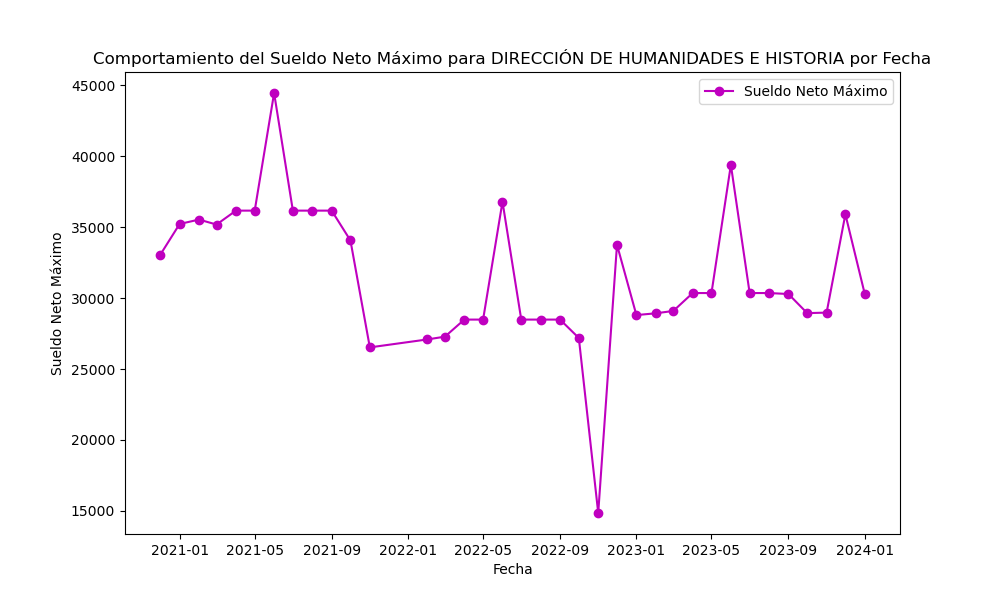 Comportamiento del Sueldo Neto Máximo para DIRECCIÓN DE HUMANIDADES E HISTORIA por Fecha
Sueldo Neto Máximo
45000
40000
35000
30000
25000
20000
15000
Sueldo Neto Máximo
2021-01 2021-05 2021-09 2022-01 2022-05 2022-09 2023-01 2023-05 2023-09 2024-01
Fecha